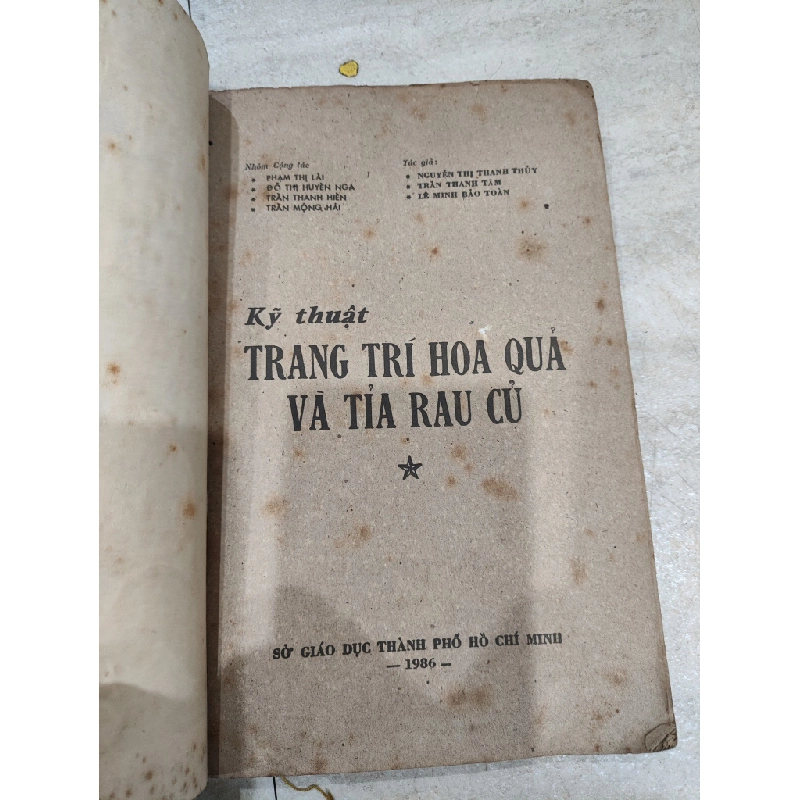 Nhóm Cộng tác
• PHẠM THỊ LÀI
• ĐỖ THỊ HUYỀN NGA
• TRẦN THANH HIỀN
• TRẦN MỘNG HẢI
Tác giả:
• NGUYỄN THỊ THANH THỦY
• TRẦN THANH TÂM
• LÊ MINH BẢO TOÀN
Kỹ thuật
TRANG TRÍ HOA QUẢ
VÀ TỈA RAU CỦ
SỞ GIÁO DỤC THÀNH PHỐ HỒ CHÍ MINH
— 1986 —